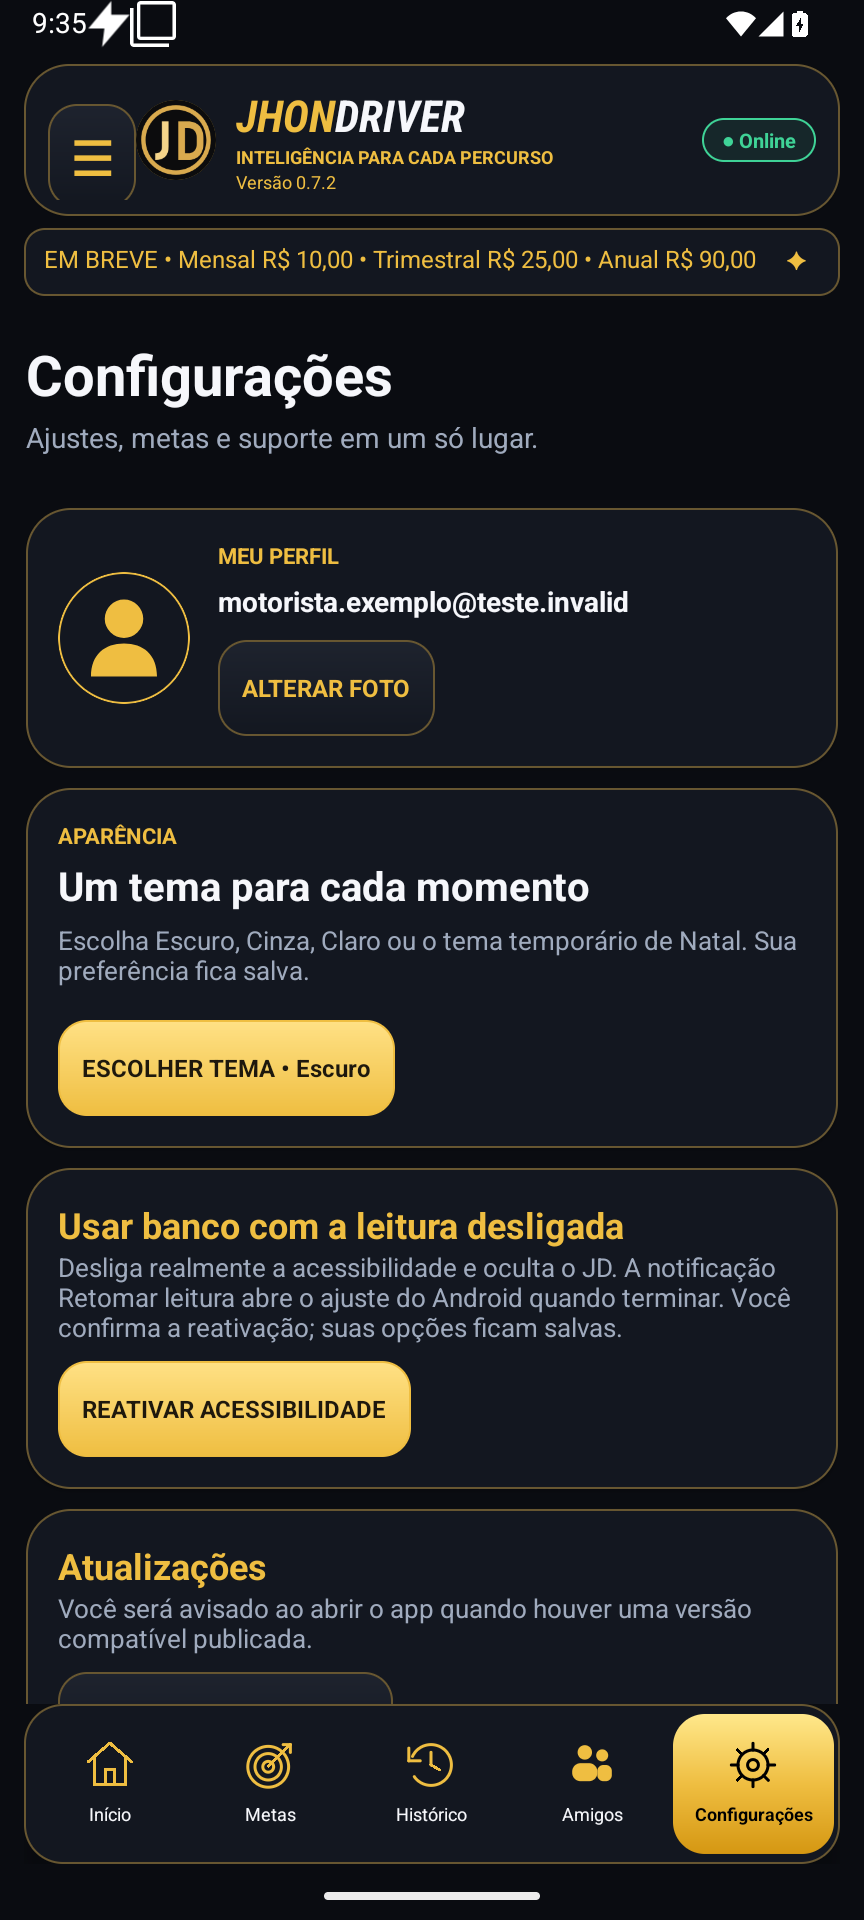 9:35
JD
JHONDRIVER
INTELIGÊNCIA PARA CADA PERCURSO
Versão 0.7.2
● Online
EM BREVE • Mensal R$ 10,00 • Trimestral R$ 25,00 • Anual R$ 90,00
Configurações
Ajustes, metas e suporte em um só lugar.
MEU PERFIL
motorista.exemplo@teste.invalid
ALTERAR FOTO
APARÊNCIA
Um tema para cada momento
Escolha Escuro, Cinza, Claro ou o tema temporário de Natal. Sua
preferência fica salva.
ESCOLHER TEMA • Escuro
Usar banco com a leitura desligada
Desliga realmente a acessibilidade e oculta o JD. A notificação
Retomar leitura abre o ajuste do Android quando terminar. Você
confirma a reativação; suas opções ficam salvas.
REATIVAR ACESSIBILIDADE
Atualizações
Você será avisado ao abrir o app quando houver uma versão
compatível publicada.
Início
Metas
Histórico
Amigos
Configurações